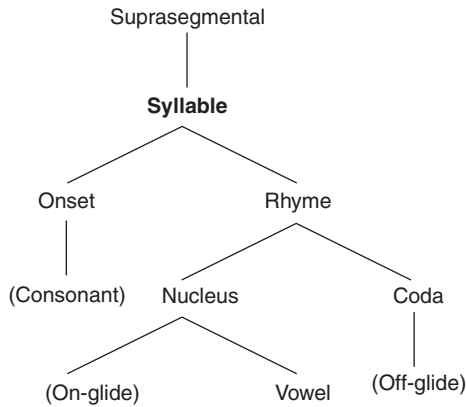 Suprasegmental
Syllable
Onset Rhyme
(Consonant) Nucleus Coda
(On-glide) Vowel (Off-glide)